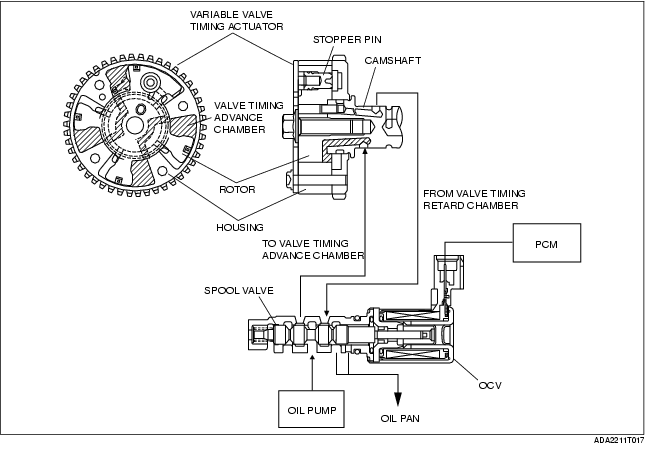 VARIABLE VALVE
TIMING ACTUATOR
STOPPER PIN
CAMSHAFT
VALVE TIMING
ADVANCE
CHAMBER
ROTOR
HOUSING
FROM VALVE TIMING
RETARD CHAMBER
TO VALVE TIMING
ADVANCE CHAMBER
PCM
SPOOL VALVE
OCV
OIL PUMP
OIL PAN
ADA2211T017